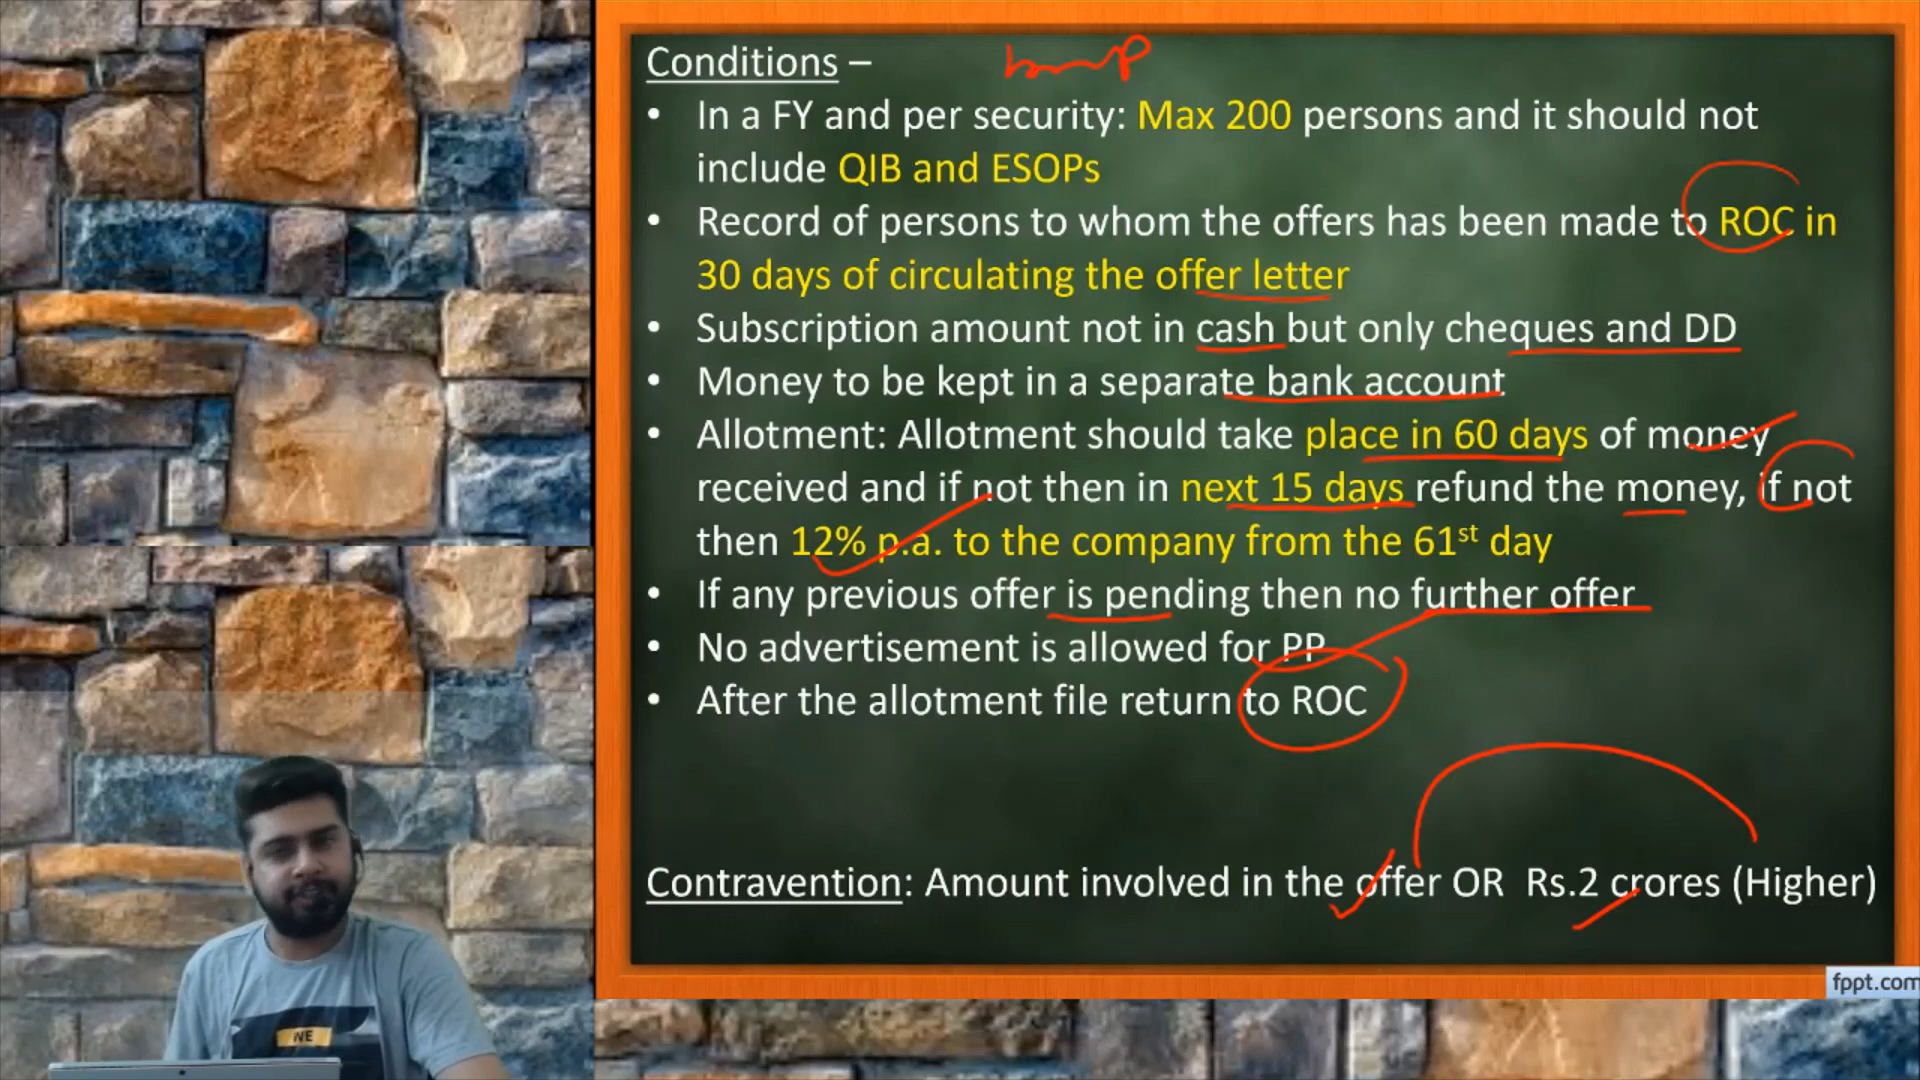 Conditions –
• In a FY and per security: Max 200 persons and it should not
include QIB and ESOPs
• Record of persons to whom the offers has been made to ROC in
30 days of circulating the offer letter
• Subscription amount not in cash but only cheques and DD
• Money to be kept in a separate bank account.
• Allotment: Allotment should take place in 60 days of money
received and if not then in next 15 days refund the money, if not
then 12% p.a. to the company from the 61st day
• If any previous offer is pending then no further offer
• No advertisement is allowed for PP
• After the allotment file return to ROC
Contravention: Amount involved in the offer OR Rs.2 crores (Higher)
fppt.com
NE